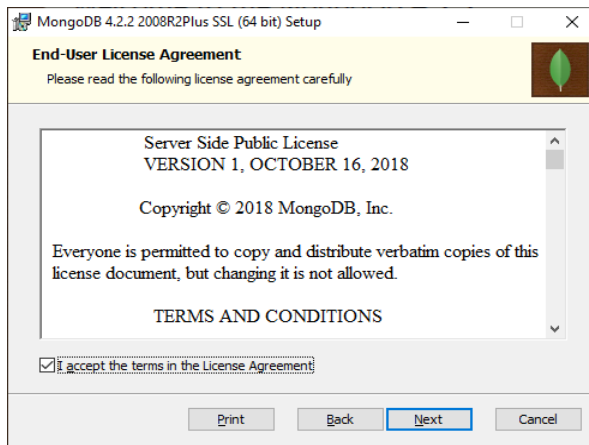 MongoDB 4.2.2 2008R2Plus SSL (64 bit) Setup
End-User License Agreement
Please read the following license agreement carefully
Server Side Public License
VERSION 1, OCTOBER 16, 2018
Copyright © 2018 MongoDB, Inc.
Everyone is permitted to copy and distribute verbatim copies of this
license document, but changing it is not allowed.
TERMS AND CONDITIONS
I accept the terms in the License Agreement
Print Back Next Cancel